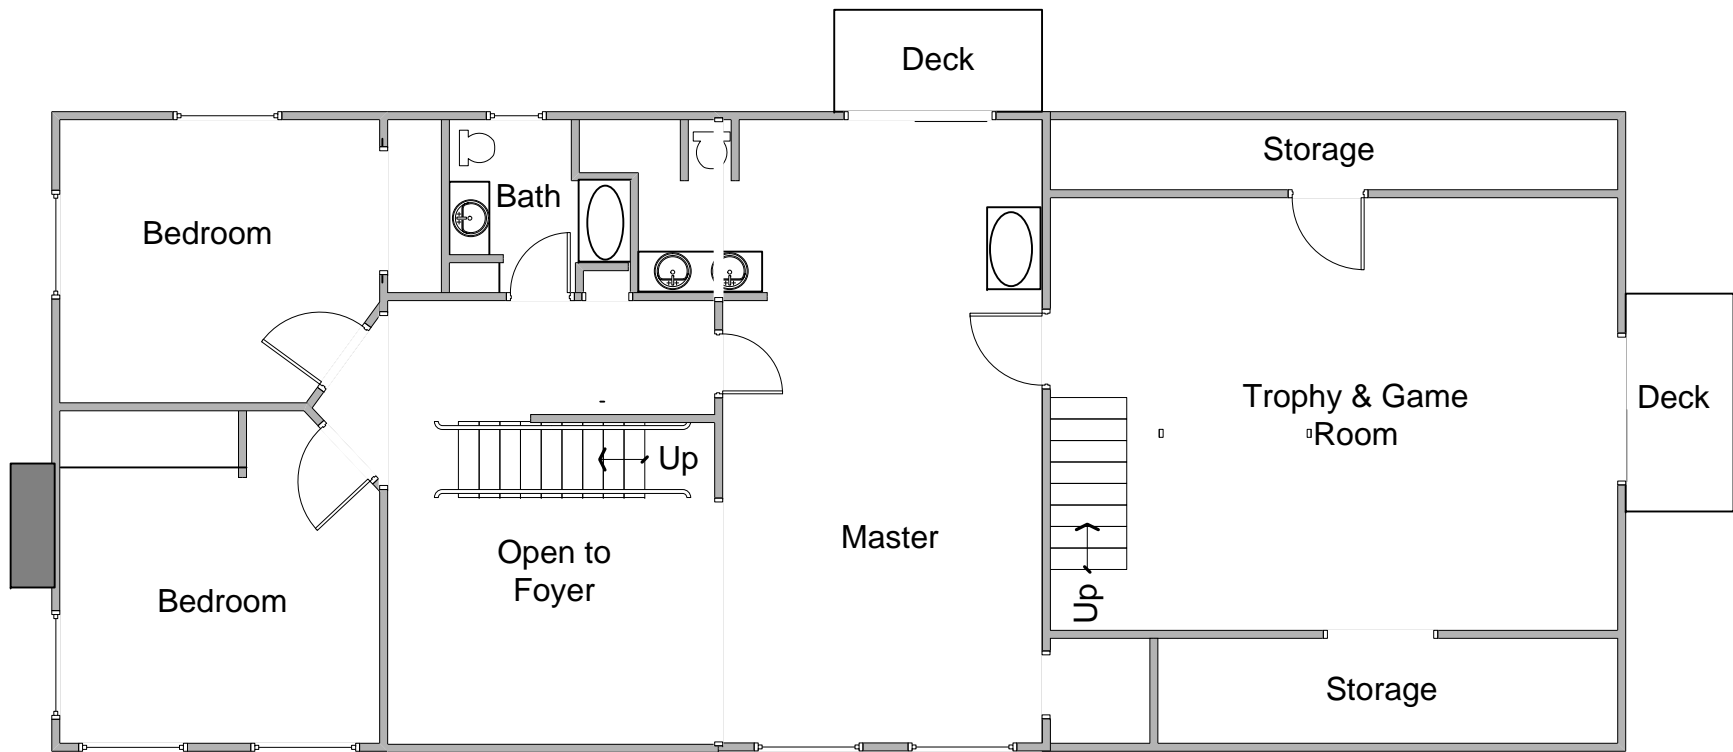 Deck
Storage
Bath
Bedroom
Trophy & Game
Room
Deck
Up
Open to
Foyer
Master
Up
Bedroom
Storage